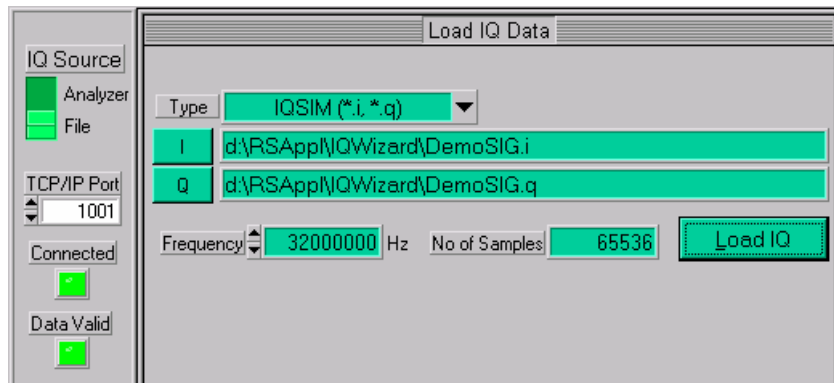 Load IQ Data
IQ Source
Analyzer
File
TCP/IP Port
1001
Connected
Data Valid
Type IQSIM (*.i, *.q)
I d:\RSAppl\IQWizard\DemoSIG.i
Q d:\RSAppl\IQWizard\DemoSIG.q
Frequency 32000000 Hz No of Samples 65536 Load IQ